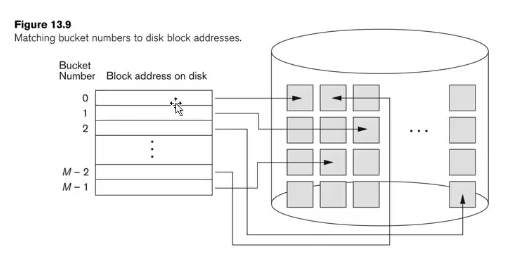 Figure 13.9
Matching bucket numbers to disk block addresses.
Bucket
Number Block address on disk
0
1
2
M – 2
M – 1